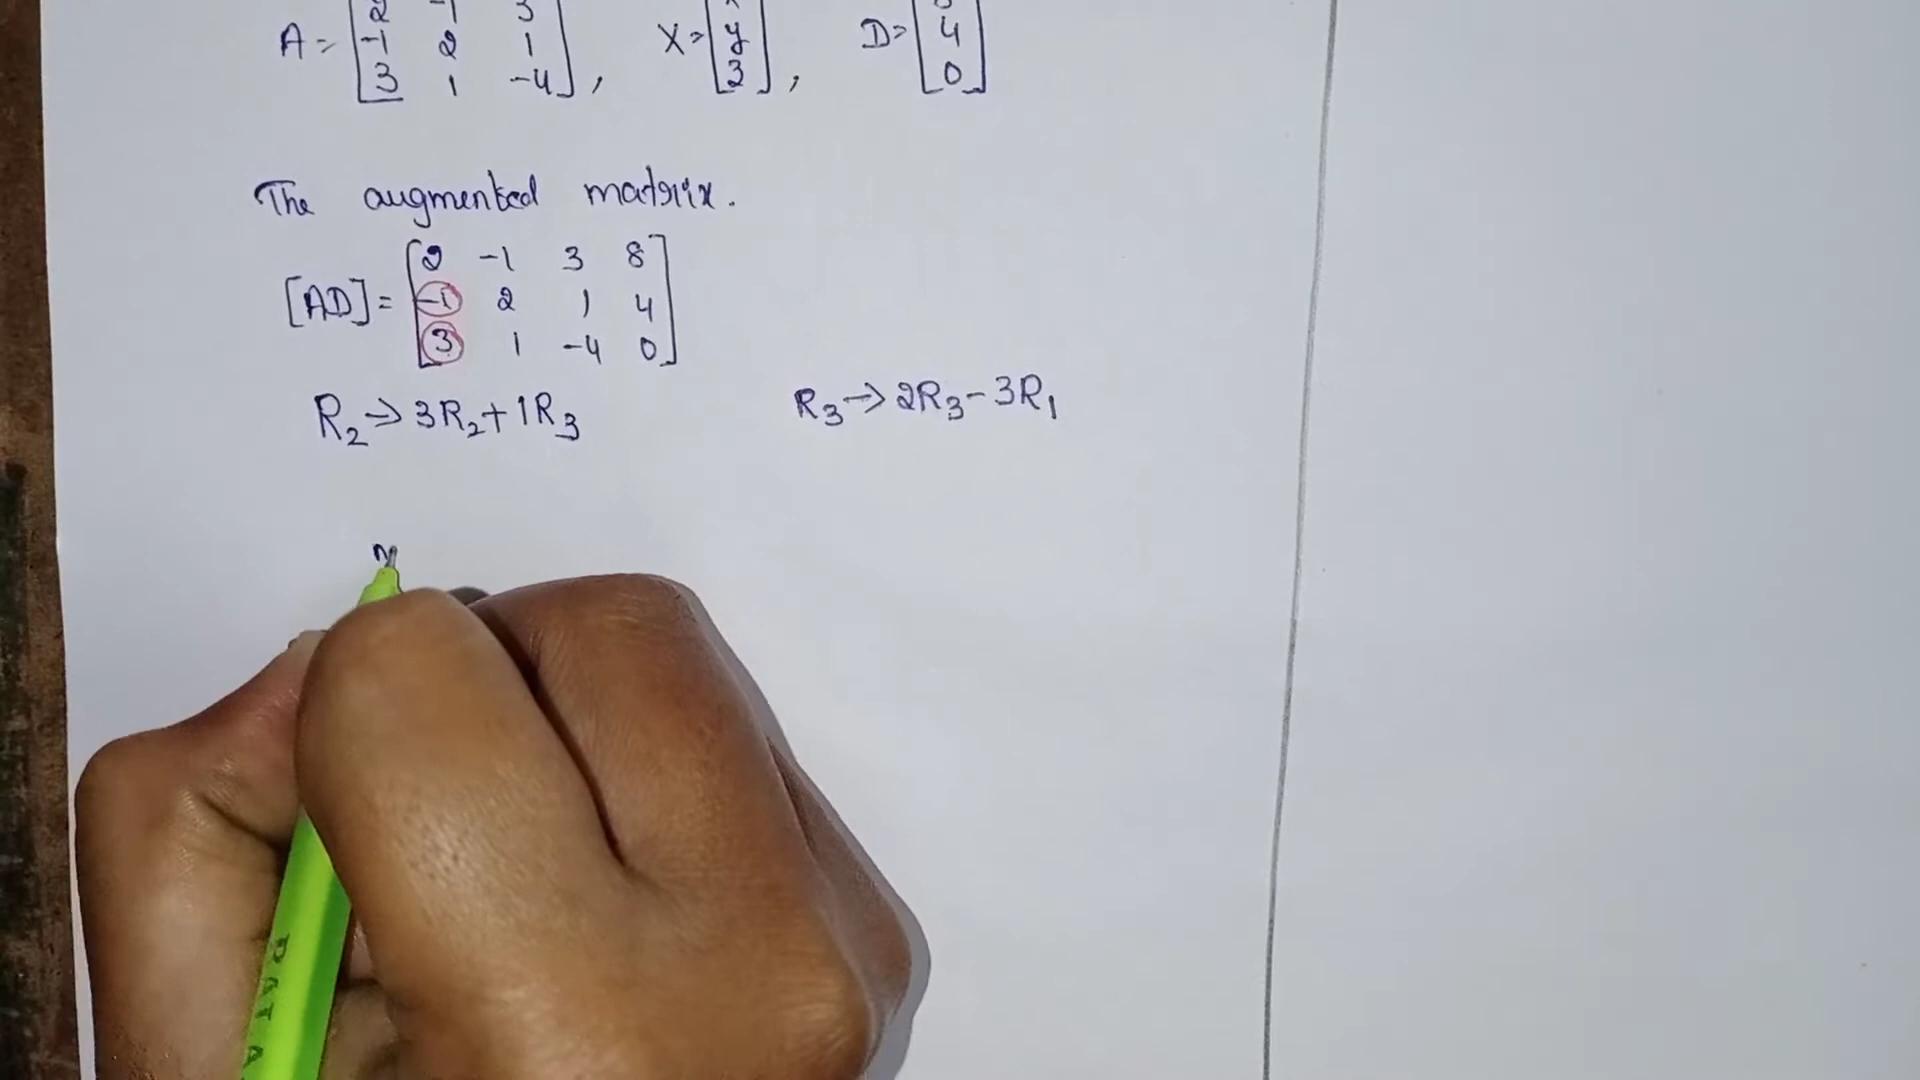 A = [2 -1 3
-1 2 1
3 1 -4], X = [x
y
z], D = [8
4
0]
The augmented matrix.
[AD] = [2 -1 3 8
-1 2 1 4
3 1 -4 0]
R₂ → 3R₂ + 1R₃ R₃ → 2R₃ - 3R₁